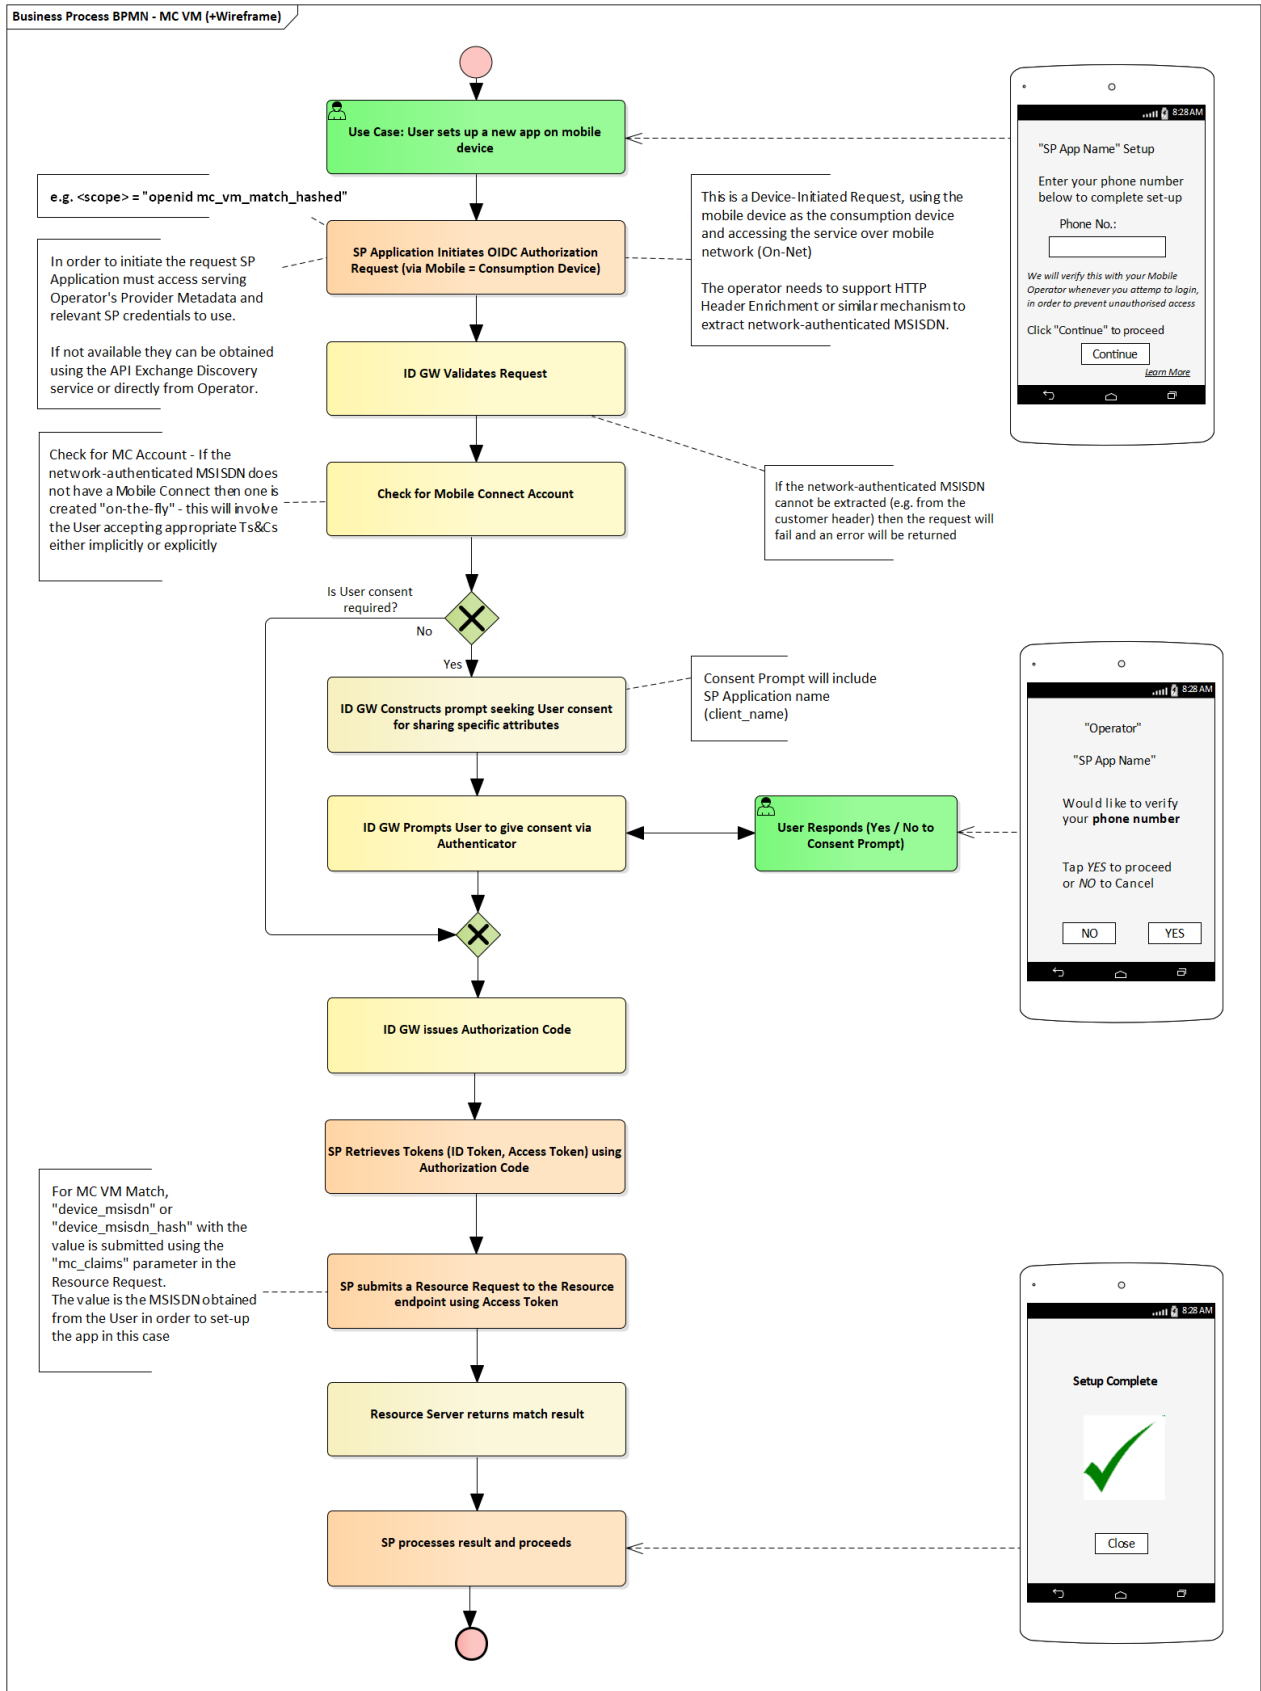 Business Process BPMN - MC VM (+Wireframe)
Use Case: User sets up a new app on mobile
device
8:28AM
"SP App Name" Setup
Enter your phone number
below to complete set-up
Phone No.:
We will verify this with your Mobile
Operator whenever you attemp to login,
in order to prevent unauthorised access
Click "Continue" to proceed
Continue
Learn More
e.g. <scope> = "openid mc_vm_match_hashed"
This is a Device-Initiated Request, using the
mobile device as the consumption device
and accessing the service over mobile
network (On-Net)
The operator needs to support HTTP
Header Enrichment or similar mechanism to
extract network-authenticated MSISDN.
SP Application Initiates OIDC Authorization
Request (via Mobile = Consumption Device)
In order to initiate the request SP
Application must access serving
Operator's Provider Metadata and
relevant SP credentials to use.
If not available they can be obtained
using the API Exchange Discovery
service or directly from Operator.
ID GW Validates Request
Check for MC Account - If the
network-authenticated MSISDN does
not have a Mobile Connect then one is
created "on-the-fly" - this will involve
the User accepting appropriate Ts&Cs
either implicitly or explicitly
Check for Mobile Connect Account
If the network-authenticated MSISDN
cannot be extracted (e.g. from the
customer header) then the request will
fail and an error will be returned
Is User consent
required?
No
Yes
ID GW Constructs prompt seeking User consent
for sharing specific attributes
Consent Prompt will include
SP Application name
(client_name)
8:28 AM
"Operator"
"SP App Name"
Would like to verify
your phone number
Tap YES to proceed
or NO to Cancel
NO
YES
ID GW Prompts User to give consent via
Authenticator
User Responds (Yes / No to
Consent Prompt)
ID GW issues Authorization Code
SP Retrieves Tokens (ID Token, Access Token) using
Authorization Code
For MC VM Match,
"device_msisdn" or
"device_msisdn_hash" with the
value is submitted using the
"mc_claims" parameter in the
Resource Request.
The value is the MSISDN obtained
from the User in order to set-up
the app in this case
SP submits a Resource Request to the Resource
endpoint using Access Token
Resource Server returns match result
8:28 AM
Setup Complete
Close
SP processes result and proceeds